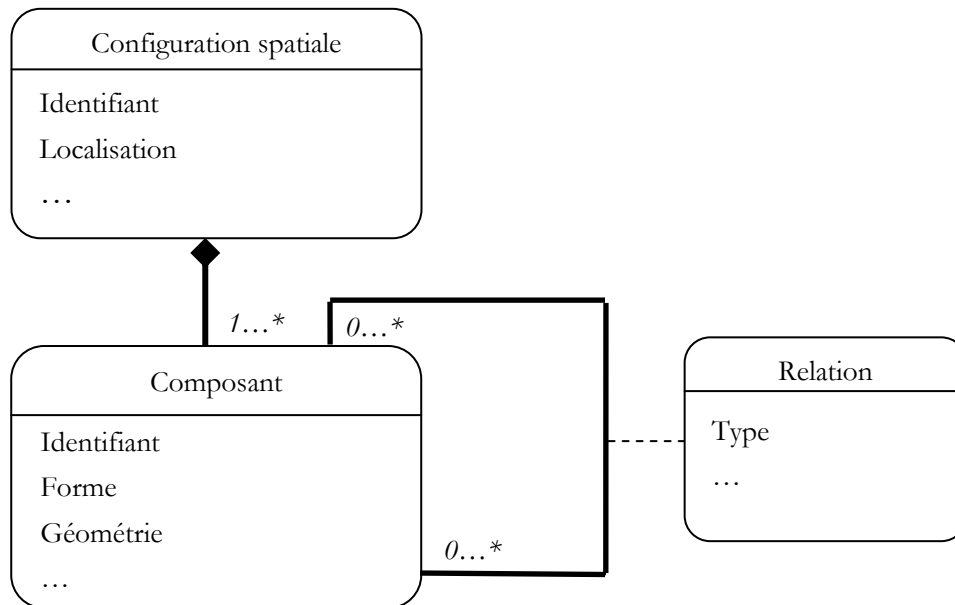 Configuration spatiale
Identifiant
Localisation
…
1…*
0…*
Composant
Identifiant
Forme
Géométrie
…
0…*
Relation
Type
…